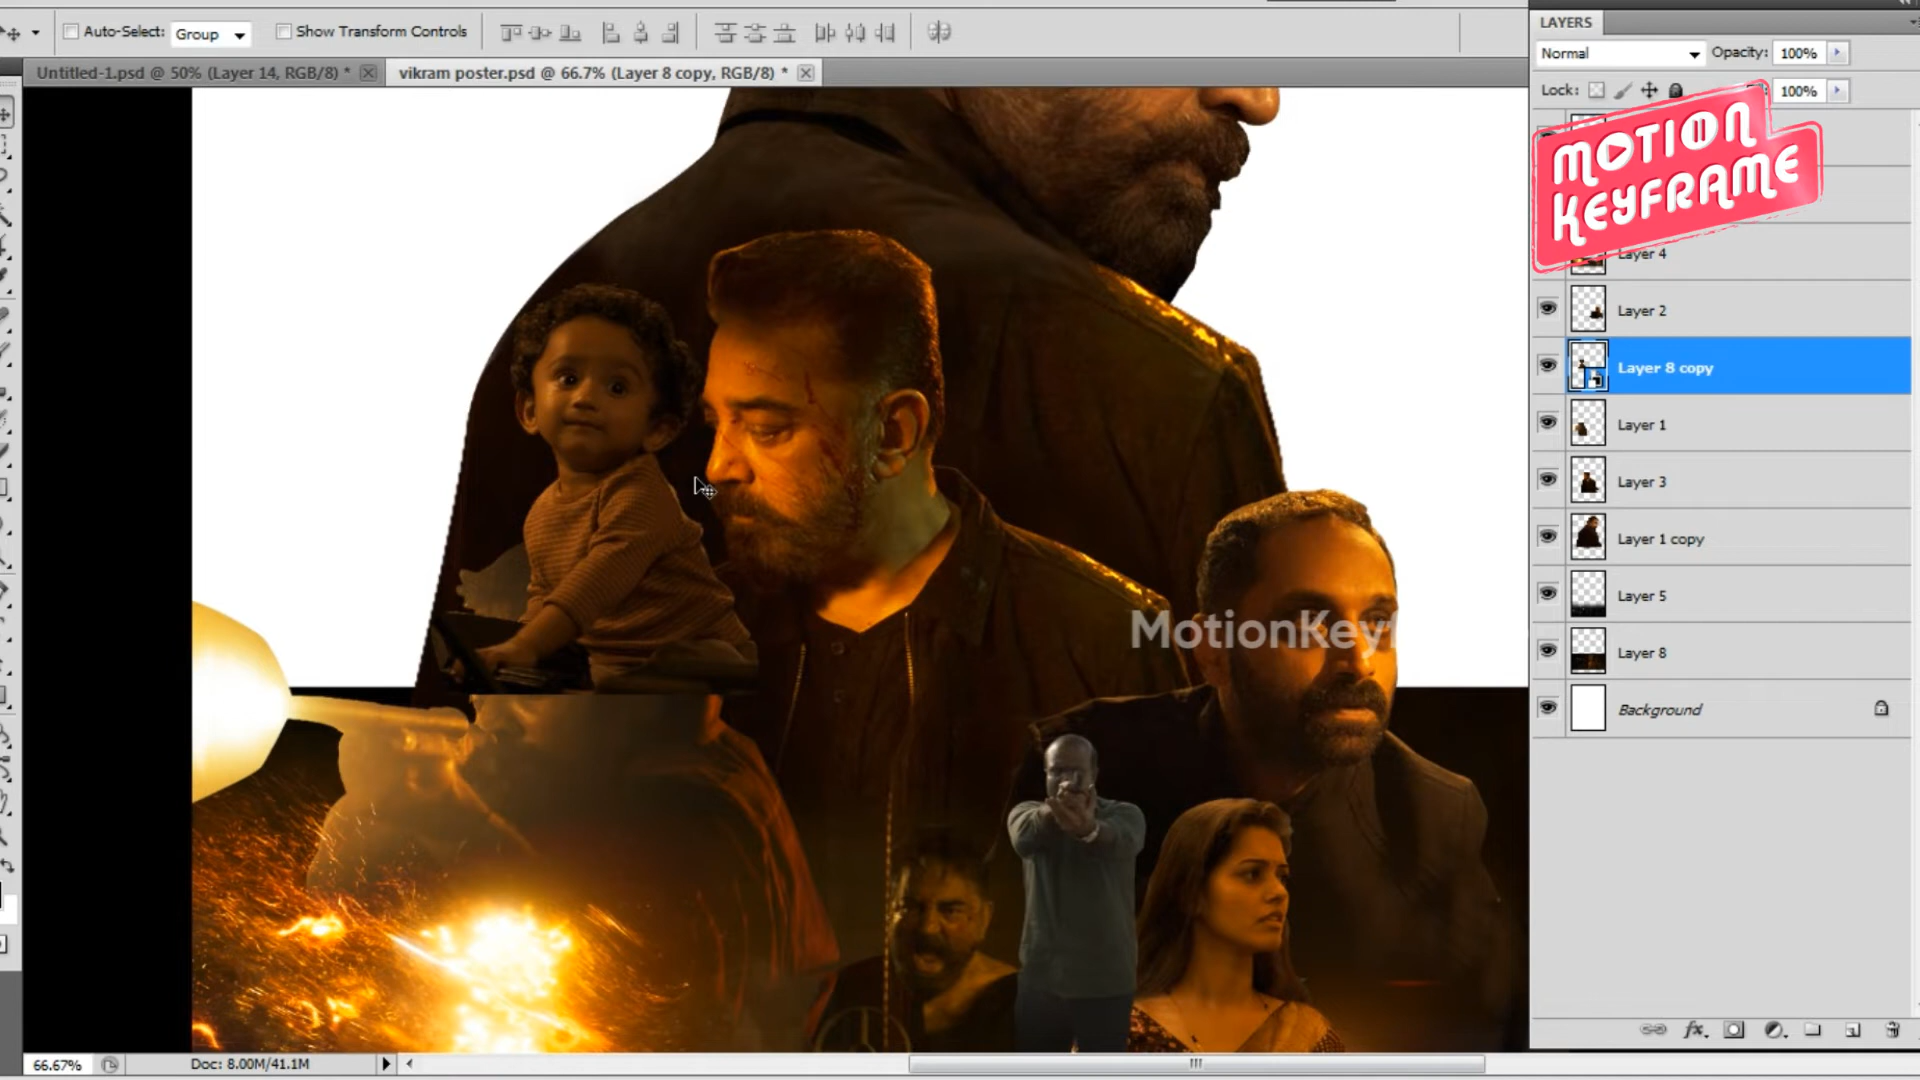 Auto-Select: Group Show Transform Controls
LAYERS
Normal Opacity: 100%
Untitled-1.psd @ 50% (Layer 14, RGB/8) *
vikram poster.psd @ 66.7% (Layer 8 copy, RGB/8) *
Lock: 100%
MOTION
KEYFRAME
Layer 4
Layer 2
Layer 8 copy
Layer 1
Layer 3
Layer 1 copy
Layer 5
MotionKeyf
Layer 8
Background
fx
66.67% Doc: 8.00M/41.1M